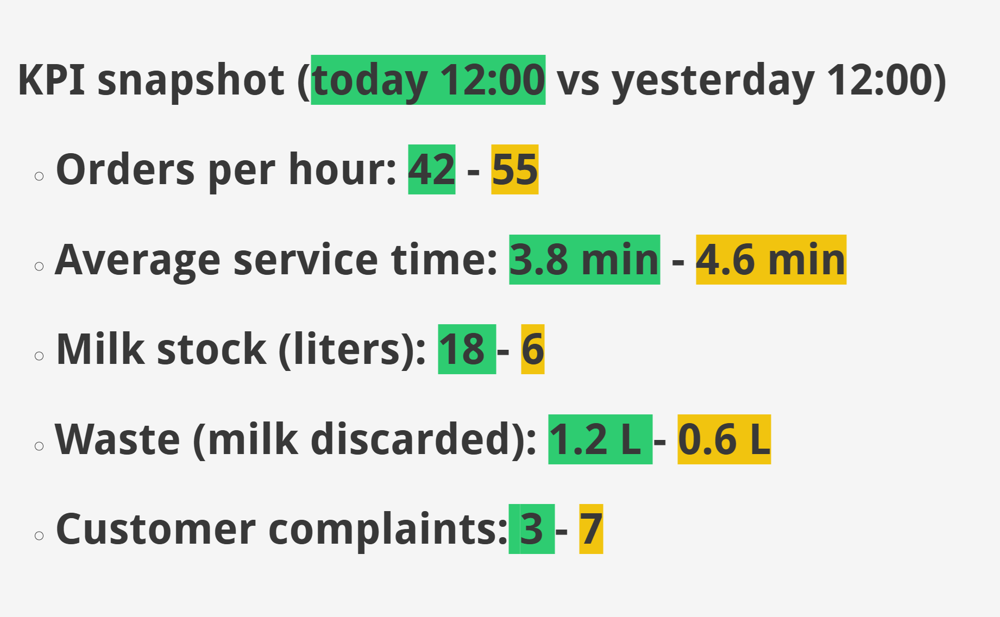 KPI snapshot (today 12:00 vs yesterday 12:00)
◦ Orders per hour: 42 - 55
◦ Average service time: 3.8 min - 4.6 min
◦ Milk stock (liters): 18 - 6
◦ Waste (milk discarded): 1.2 L - 0.6 L
◦ Customer complaints: 3 - 7